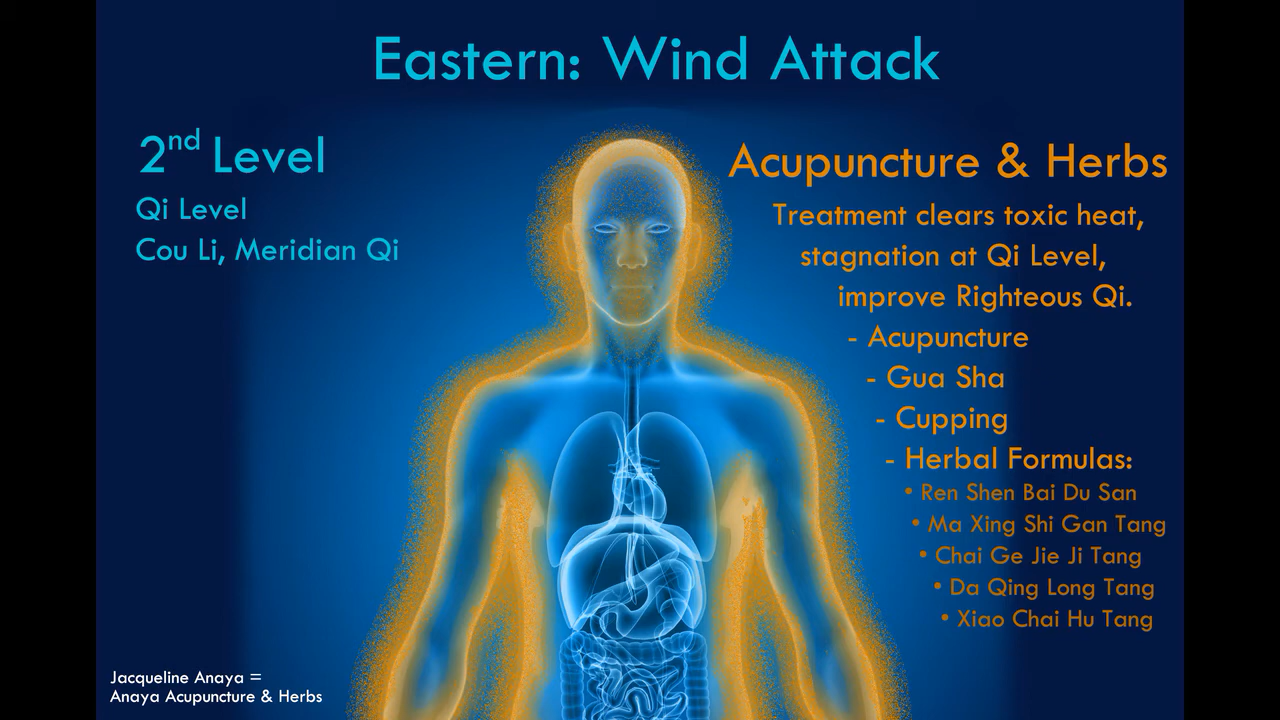 Eastern: Wind Attack
2nd Level
Qi Level
Cou Li, Meridian Qi
Acupuncture & Herbs
Treatment clears toxic heat,
stagnation at Qi Level,
improve Righteous Qi.
- Acupuncture
- Gua Sha
- Cupping
- Herbal Formulas:
• Ren Shen Bai Du San
• Ma Xing Shi Gan Tang
• Chai Ge Jie Ji Tang
• Da Qing Long Tang
• Xiao Chai Hu Tang
Jacqueline Anaya =
Anaya Acupuncture & Herbs